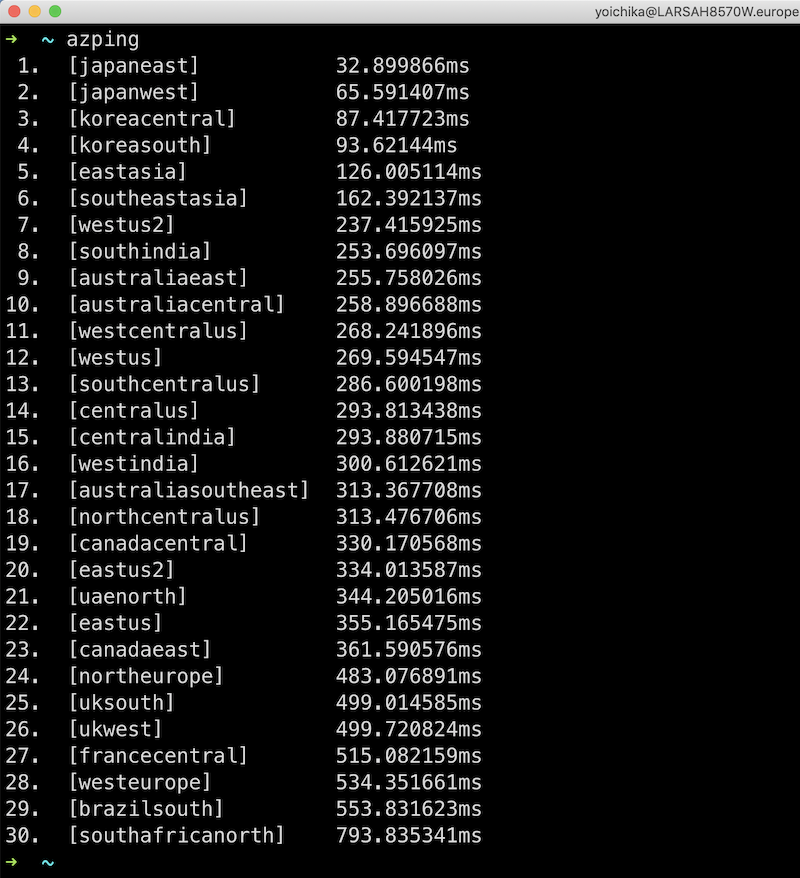 yoichika@LARSAH8570W.europe
➜ ~ azping
1. [japaneast] 32.899866ms
2. [japanwest] 65.591407ms
3. [koreacentral] 87.417723ms
4. [koreasouth] 93.62144ms
5. [eastasia] 126.005114ms
6. [southeastasia] 162.392137ms
7. [westus2] 237.415925ms
8. [southindia] 253.696097ms
9. [australiaeast] 255.758026ms
10. [australiacentral] 258.896688ms
11. [westcentralus] 268.241896ms
12. [westus] 269.594547ms
13. [southcentralus] 286.600198ms
14. [centralus] 293.813438ms
15. [centralindia] 293.880715ms
16. [westindia] 300.612621ms
17. [australiasoutheast] 313.367708ms
18. [northcentralus] 313.476706ms
19. [canadacentral] 330.170568ms
20. [eastus2] 334.013587ms
21. [uaenorth] 344.205016ms
22. [eastus] 355.165475ms
23. [canadaeast] 361.590576ms
24. [northeurope] 483.076891ms
25. [uksouth] 499.014585ms
26. [ukwest] 499.720824ms
27. [francecentral] 515.082159ms
28. [westeurope] 534.351661ms
29. [brazilsouth] 553.831623ms
30. [southafricanorth] 793.835341ms
➜ ~